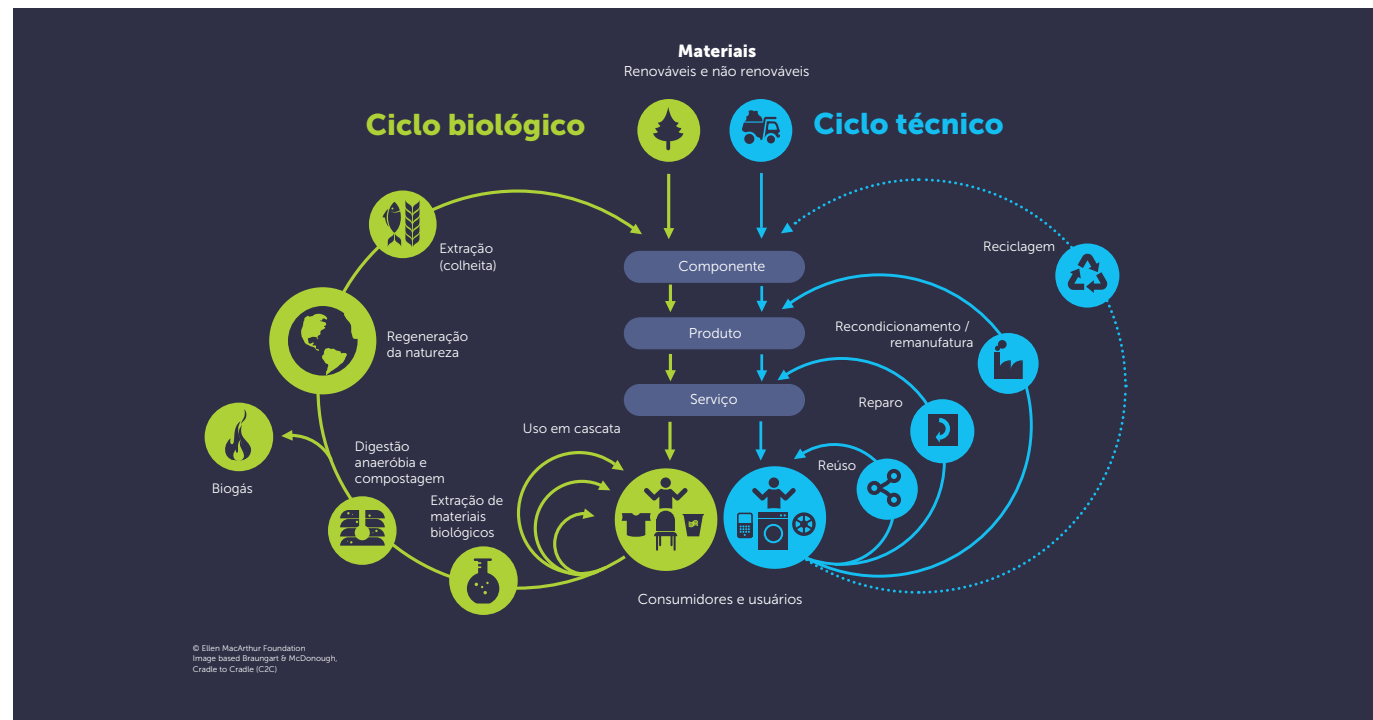 Materiais
Renováveis e não renováveis
Ciclo biológico
Ciclo técnico
Extração
(colheita)
Reciclagem
Componente
Regeneração
da natureza
Produto
Recondicionamento /
remanufatura
Serviço
Reparo
Uso em cascata
Digestão
anaeróbia e
compostagem
Reúso
Biogás
Extração de
materiais
biológicos
Consumidores e usuários
© Ellen MacArthur Foundation
Image based Braungart & McDonough,
Cradle to Cradle (C2C)